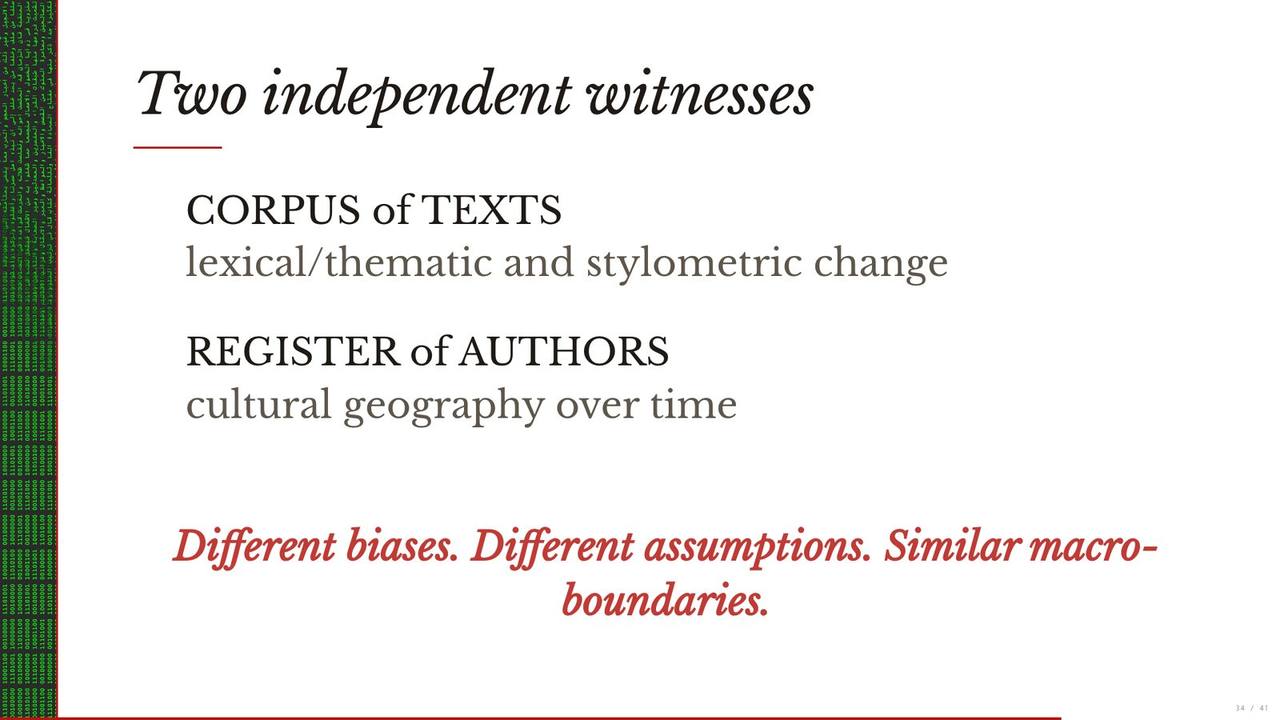 Two independent witnesses
CORPUS of TEXTS
lexical/thematic and stylometric change
REGISTER of AUTHORS
cultural geography over time
Different biases. Different assumptions. Similar macro-
boundaries.
34 / 41